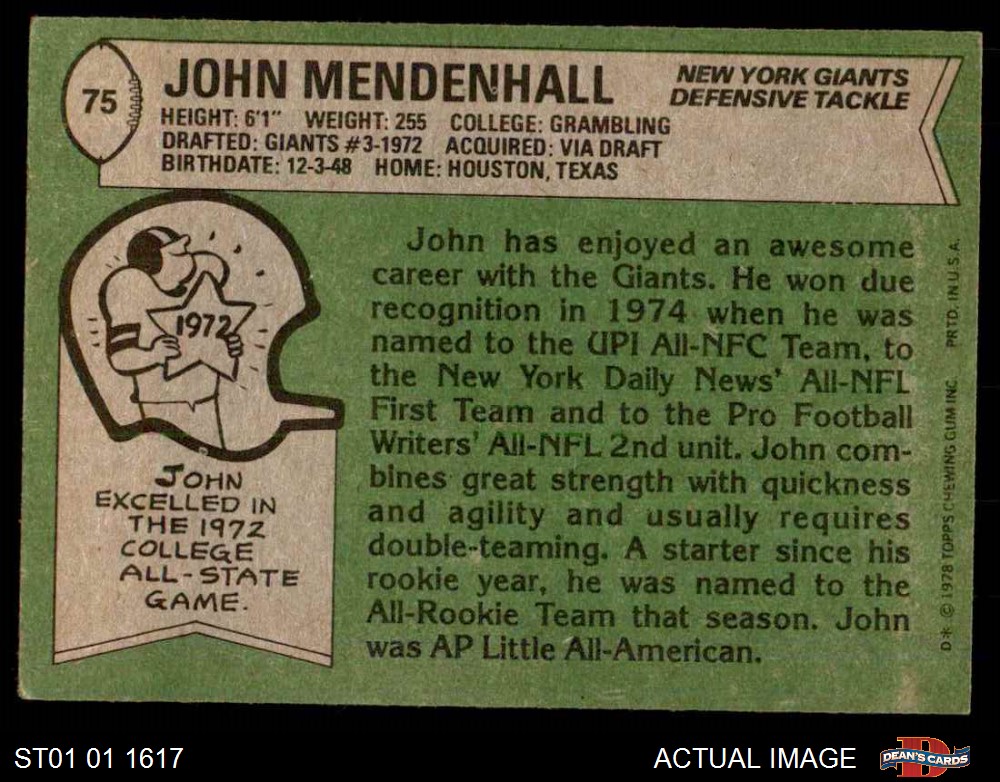 75
JOHN MENDENHALL
NEW YORK GIANTS
DEFENSIVE TACKLE
HEIGHT: 6'1" WEIGHT: 255 COLLEGE: GRAMBLING
DRAFTED: GIANTS #3-1972 ACQUIRED: VIA DRAFT
BIRTHDATE: 12-3-48 HOME: HOUSTON, TEXAS
1972
JOHN
EXCELLED IN
THE 1972
COLLEGE
ALL-STATE
GAME.
John has enjoyed an awesome
career with the Giants. He won due
recognition in 1974 when he was
named to the UPI All-NFC Team, to
the New York Daily News' All-NFL
First Team and to the Pro Football
Writers' All-NFL 2nd unit. John com-
bines great strength with quickness
and agility and usually requires
double-teaming. A starter since his
rookie year, he was named to the
All-Rookie Team that season. John
was AP Little All-American.
D* © 1978 TOPPS CHEWING GUM INC. PRTD. IN U.S.A.
ST01 01 1617
ACTUAL IMAGE
D
DEAN'S CARDS